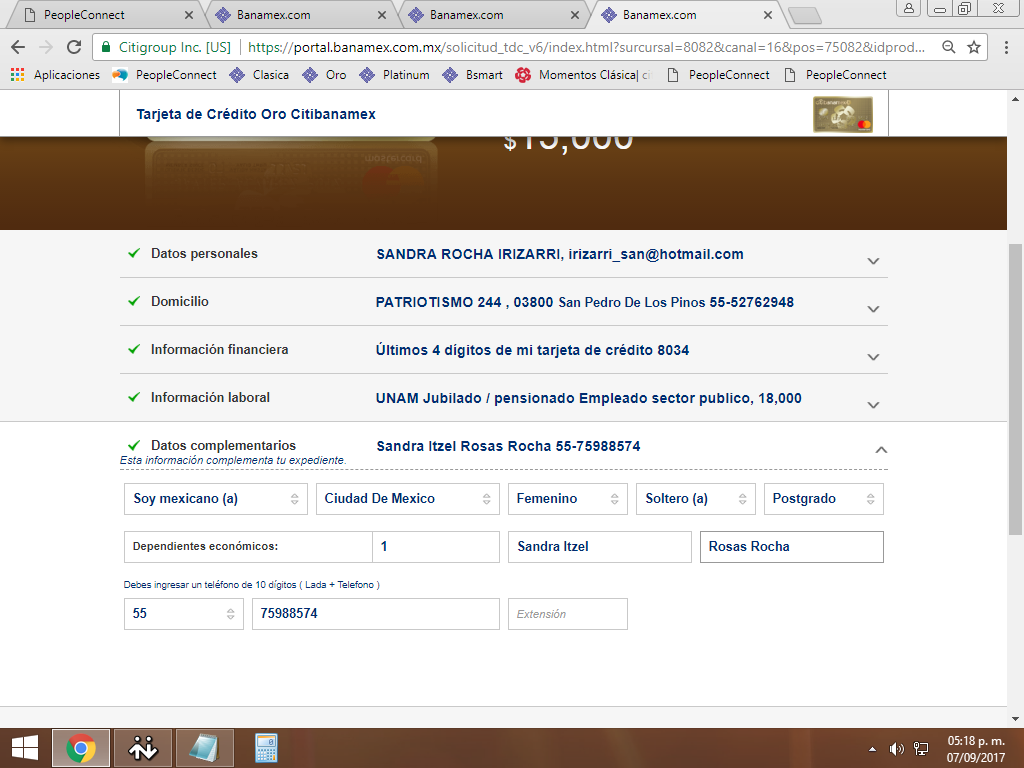 PeopleConnect
Banamex.com
Banamex.com
Banamex.com
Citigroup Inc. [US] https://portal.banamex.com.mx/solicitud_tdc_v6/index.html?surcursal=8082&canal=16&pos=75082&idprod...
Aplicaciones PeopleConnect Clasica Oro Platinum Bsmart Momentos Clásica| PeopleConnect PeopleConnect
Tarjeta de Crédito Oro Citibanamex
$15,000
Datos personales SANDRA ROCHA IRIZARRI, irizarri_san@hotmail.com
Domicilio PATRIOTISMO 244 , 03800 San Pedro De Los Pinos 55-52762948
Información financiera Últimos 4 dígitos de mi tarjeta de crédito 8034
Información laboral UNAM Jubilado / pensionado Empleado sector publico, 18,000
Datos complementarios Sandra Itzel Rosas Rocha 55-75988574
Esta información complementa tu expediente.
Soy mexicano (a) Ciudad De Mexico Femenino Soltero (a) Postgrado
Dependientes económicos: 1 Sandra Itzel Rosas Rocha
Debes ingresar un teléfono de 10 dígitos ( Lada + Telefono )
55 75988574 Extensión
05:18 p. m.
07/09/2017